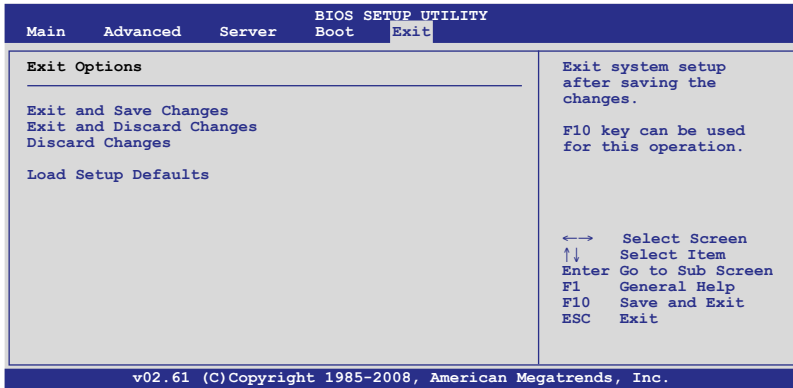 BIOS SETUP UTILITY
Main Advanced Server Boot Exit
Exit Options
Exit and Save Changes
Exit and Discard Changes
Discard Changes
Load Setup Defaults
Exit system setup
after saving the
changes.
F10 key can be used
for this operation.
←→ Select Screen
↑↓ Select Item
Enter Go to Sub Screen
F1 General Help
F10 Save and Exit
ESC Exit
v02.61 (C)Copyright 1985-2008, American Megatrends, Inc.